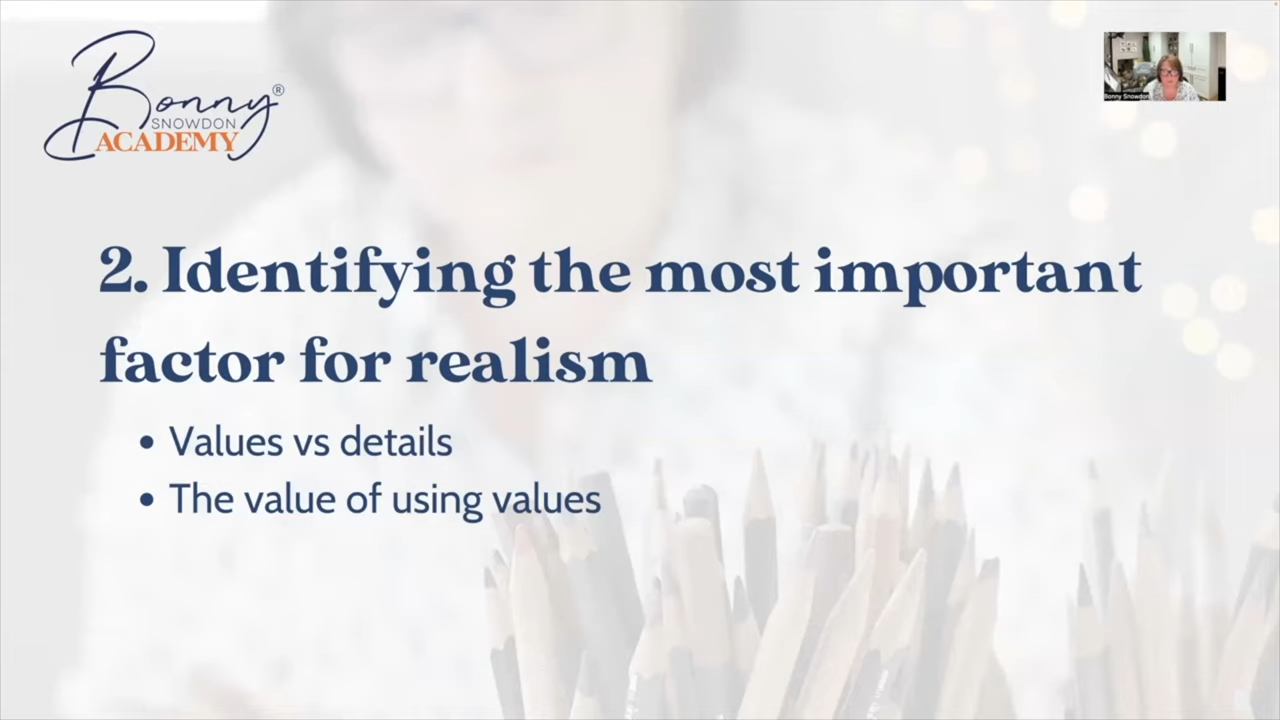 Bonny®
SNOWDON
ACADEMY
Bonny Snowdon
2. Identifying the most important
factor for realism
• Values vs details
• The value of using values